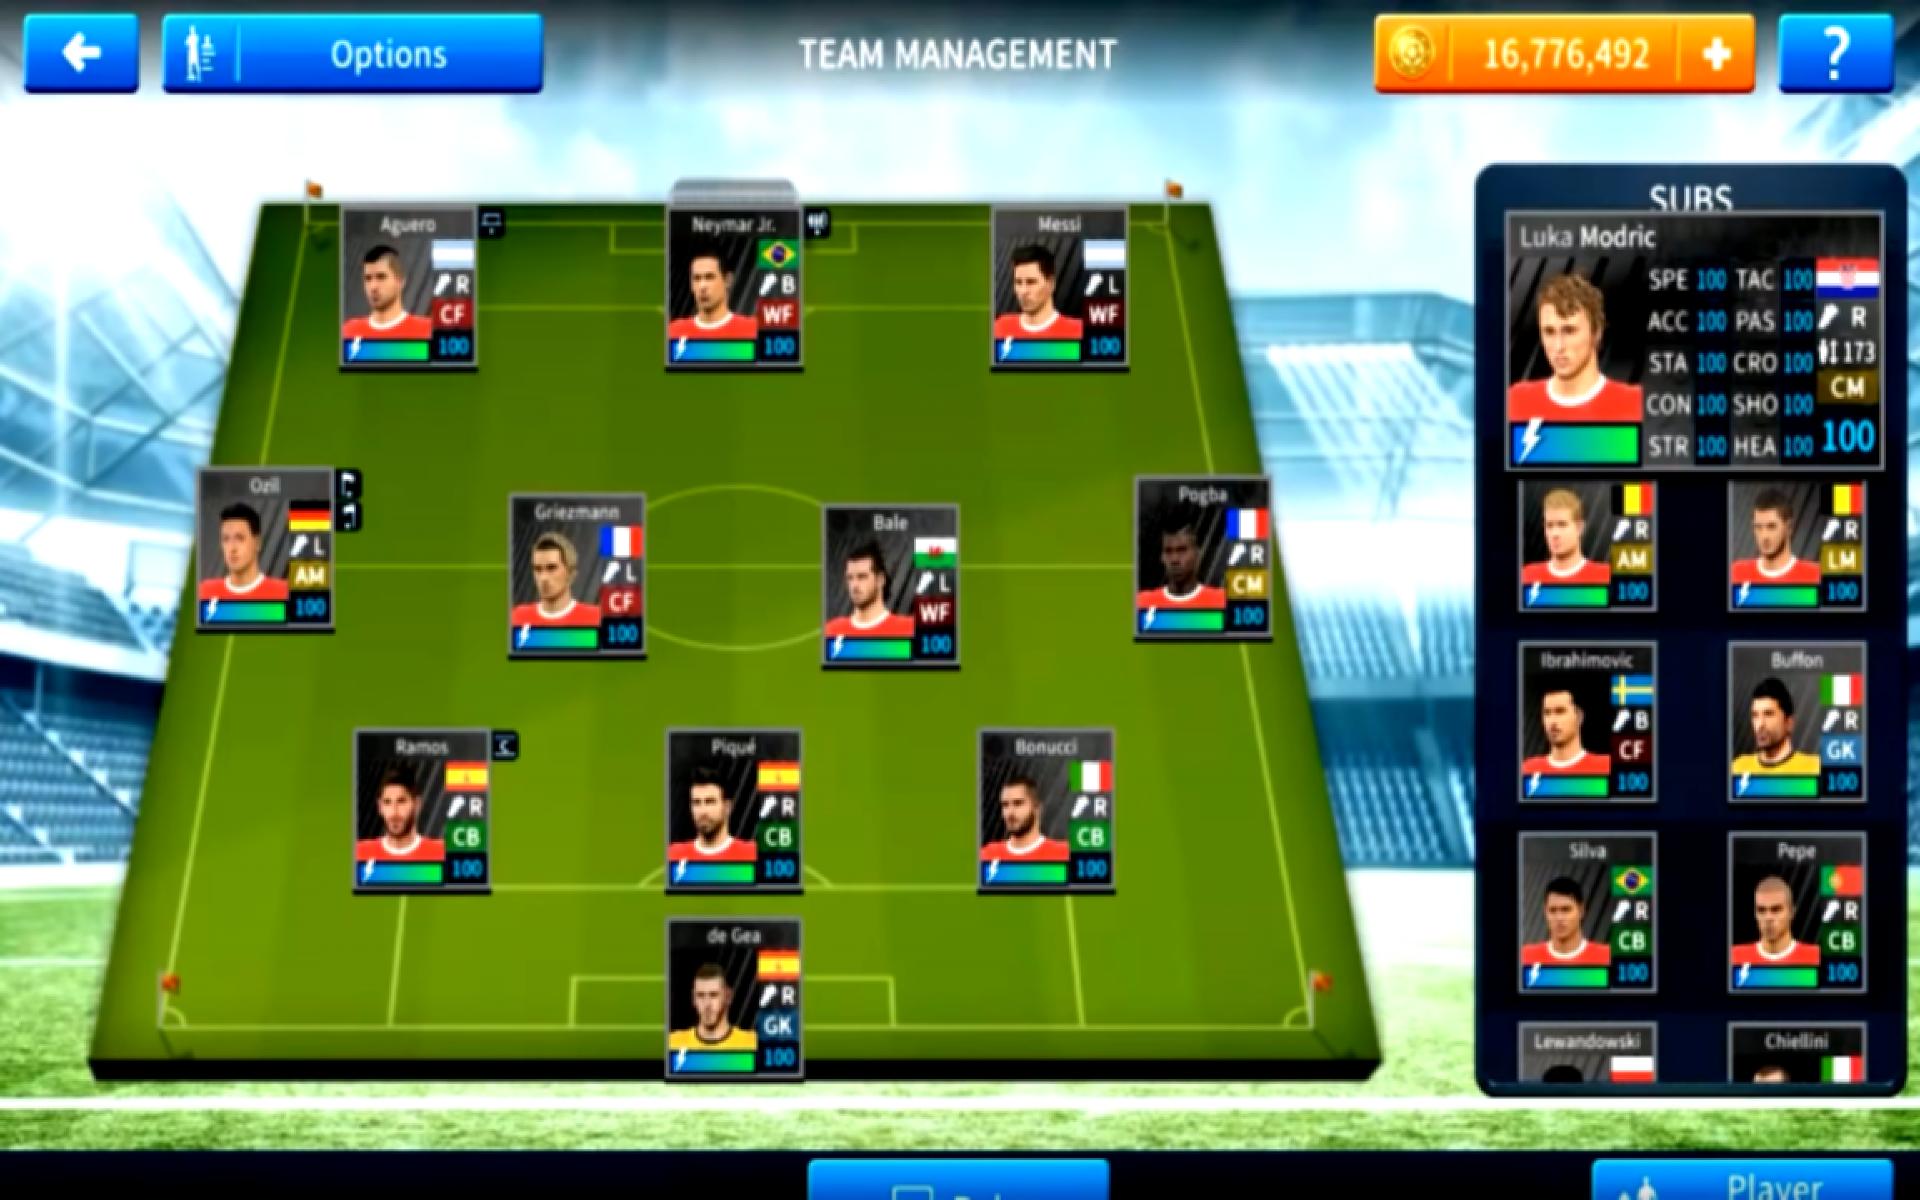 Options
TEAM MANAGEMENT
16,776,492
?
SUBS
Luka Modric
SPE 100 TAC 100
ACC 100 PAS 100 R
STA 100 CRO 100 173
CON 100 SHO 100 CM
STR 100 HEA 100 100
Aguero
R
CF
100
Neymar Jr.
B
WF
100
Messi
L
WF
100
Ozil
L
AM
100
Griezmann
L
CF
100
Bale
L
WF
100
Pogba
R
CM
100
Ramos
C
R
CB
100
Piqué
R
CB
100
Bonucci
R
CB
100
de Gea
R
GK
100
R
AM
100
R
LM
100
Ibrahimovic
B
CF
100
Buffon
R
GK
100
Silva
R
CB
100
Pepe
R
CB
100
Lewandowski
Chiellini
Player